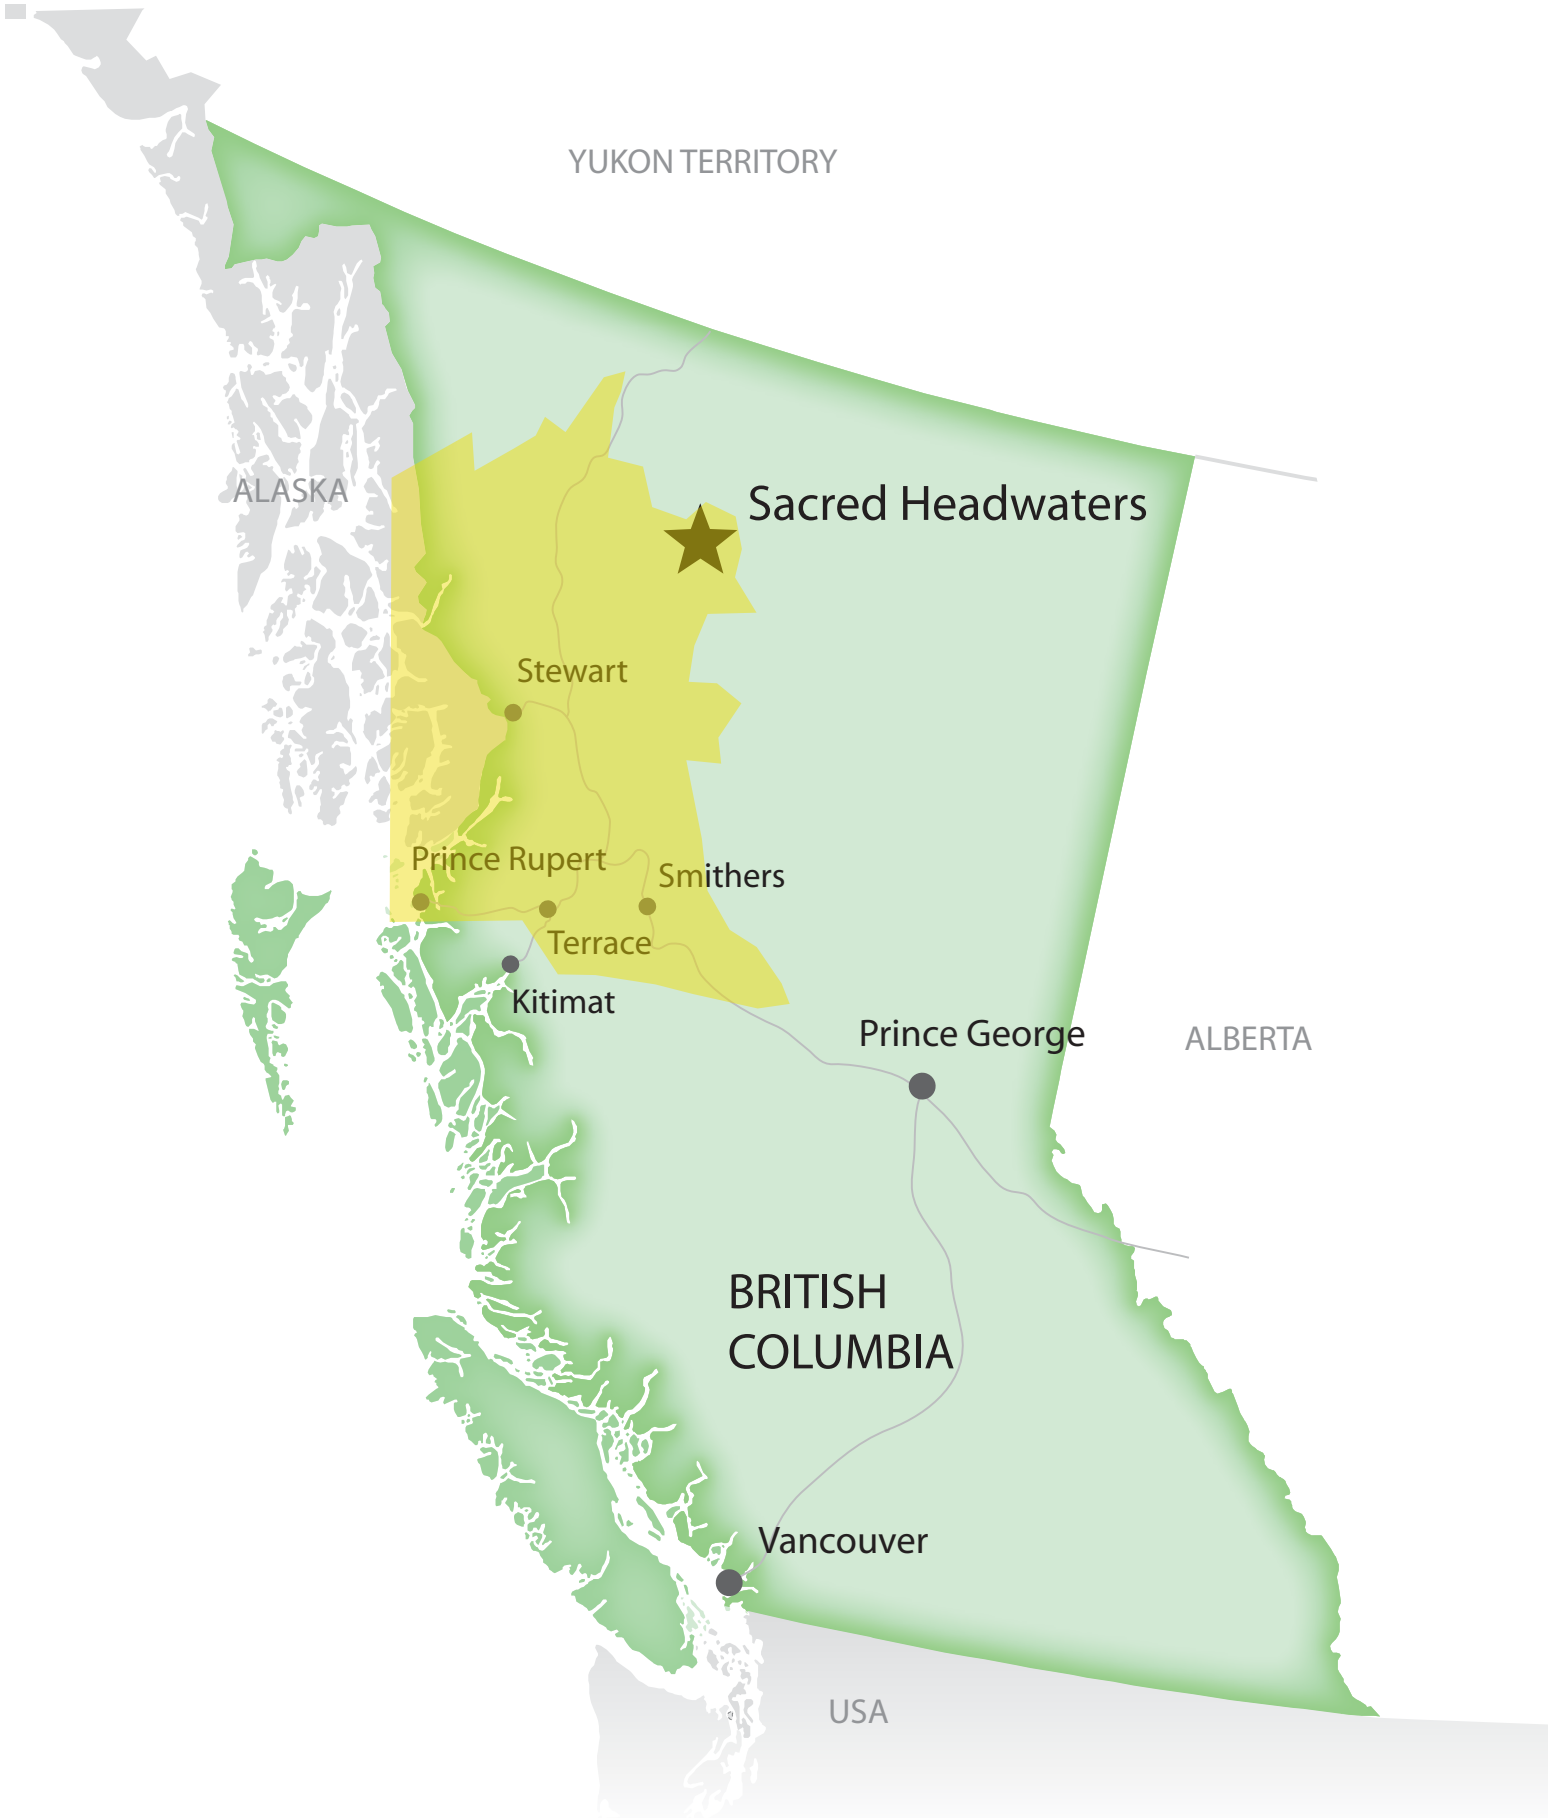 YUKON TERRITORY
ALASKA
Sacred Headwaters
Stewart
Prince Rupert
Smithers
Terrace
Kitimat
Prince George
ALBERTA
BRITISH
COLUMBIA
Vancouver
USA